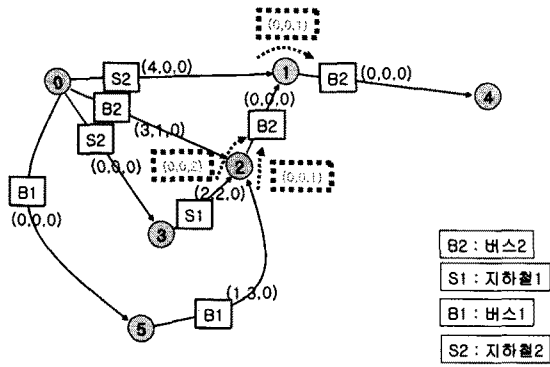 (0,0,1)
0
S2
(4,0,0)
1
B2
(0,0,0)
4
B2
(3,1,0)
(0,0,0)
B2
S2
(0,0,0)
(0,0,2)
2
(0,0,1)
B1
(0,0,0)
S1
(2,2,0)
3
5
B1
(1,3,0)
B2 : 버스2
S1 : 지하철1
B1 : 버스1
S2 : 지하철2